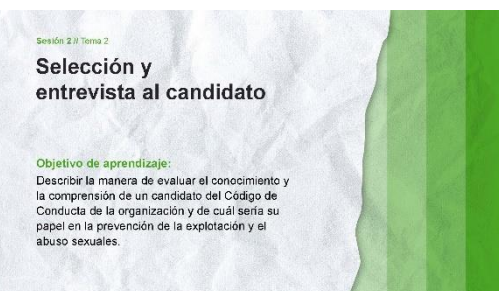 Sesión 2 // Tema 2
Selección y
entrevista al candidato
Objetivo de aprendizaje:
Describir la manera de evaluar el conocimiento y
la comprensión de un candidato del Código de
Conducta de la organización y de cuál sería su
papel en la prevención de la explotación y el
abuso sexuales.